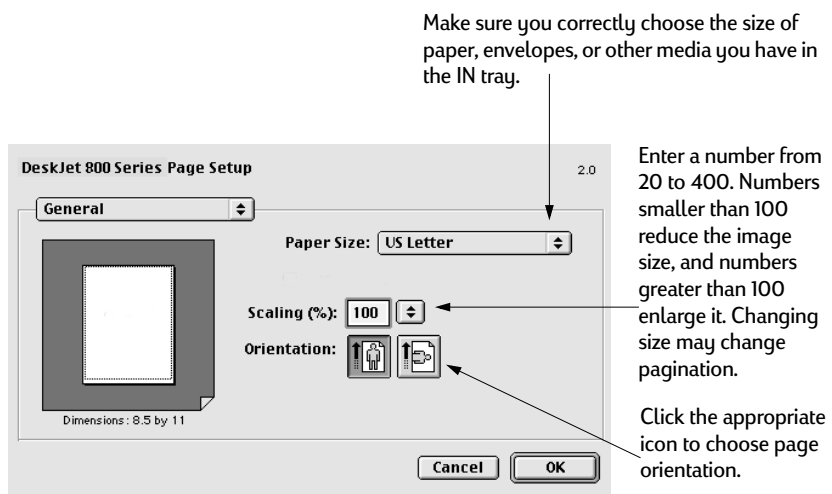 Make sure you correctly choose the size of
paper, envelopes, or other media you have in
the IN tray.
DeskJet 800 Series Page Setup
2.0
General
Paper Size: US Letter
Scaling (%): 100
Orientation:
Dimensions: 8.5 by 11
Cancel
OK
Enter a number from
20 to 400. Numbers
smaller than 100
reduce the image
size, and numbers
greater than 100
enlarge it. Changing
size may change
pagination.
Click the appropriate
icon to choose page
orientation.